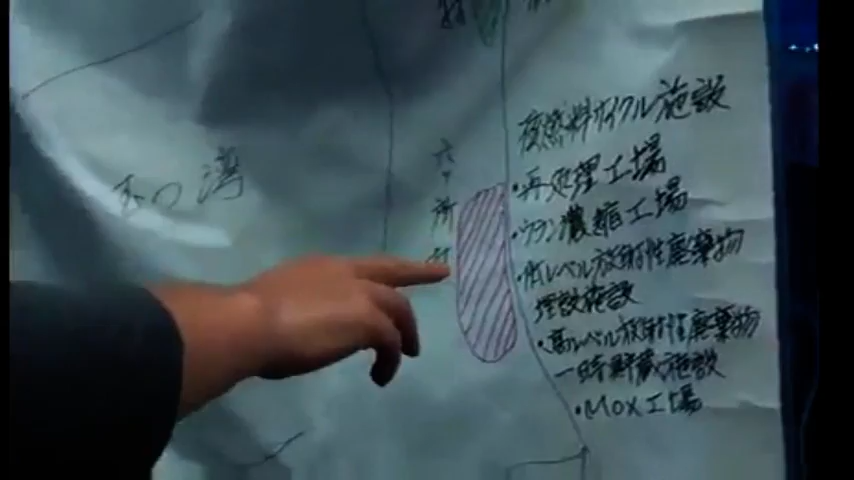 むつ湾
六ヶ所村
核燃料サイクル施設
・再処理工場
・ウラン濃縮工場
・低レベル放射性廃棄物
埋設施設
・高レベル放射性廃棄物
一時貯蔵施設
・MOX工場